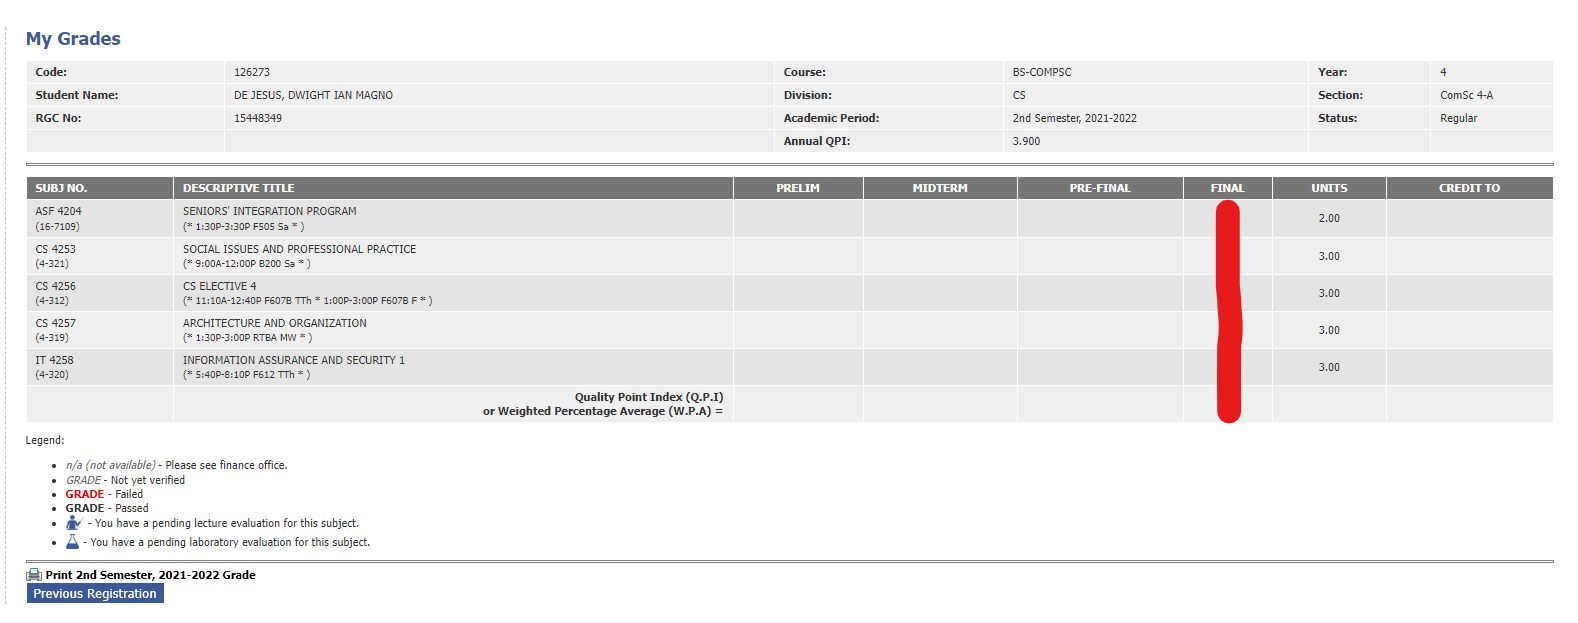 My Grades
Code: 126273 Course: BS-COMPSC Year: 4
Student Name: DE JESUS, DWIGHT IAN MAGNO Division: CS Section: ComSc 4-A
RGC No: 15448349 Academic Period: 2nd Semester, 2021-2022 Status: Regular
Annual QPI: 3.900
SUBJ NO. DESCRIPTIVE TITLE PRELIM MIDTERM PRE-FINAL FINAL UNITS CREDIT TO
ASF 4204 SENIORS' INTEGRATION PROGRAM 2.00
(16-7109) (* 1:30P-3:30P F505 Sa * )
CS 4253 SOCIAL ISSUES AND PROFESSIONAL PRACTICE 3.00
(4-321) (* 9:00A-12:00P B200 Sa * )
CS 4256 CS ELECTIVE 4 3.00
(4-312) (* 11:10A-12:40P F607B TTh * 1:00P-3:00P F607B F * )
CS 4257 ARCHITECTURE AND ORGANIZATION 3.00
(4-319) (* 1:30P-3:00P RTBA MW * )
IT 4258 INFORMATION ASSURANCE AND SECURITY 1 3.00
(4-320) (* 5:40P-8:10P F612 TTh * )
Quality Point Index (Q.P.I)
or Weighted Percentage Average (W.P.A) =
Legend:
n/a (not available) - Please see finance office.
GRADE - Not yet verified
GRADE - Failed
GRADE - Passed
- You have a pending lecture evaluation for this subject.
- You have a pending laboratory evaluation for this subject.
Print 2nd Semester, 2021-2022 Grade
Previous Registration